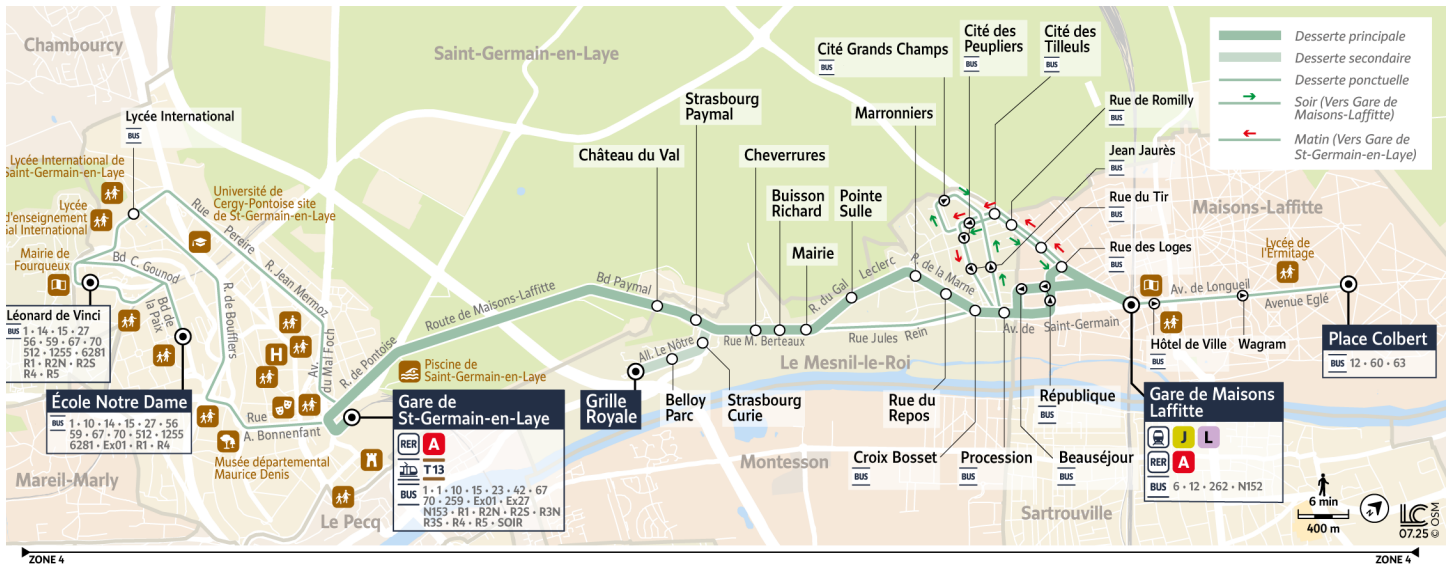 Chambourcy
Saint-Germain-en-Laye
Lycée International
BUS
Lycée International de
Saint-Germain-en-Laye
Lycée
d'enseignement
Gal International
Université de
Cergy-Pontoise site
de St-Germain-en-Laye
Mairie de
Fourqueux
Bd C. Gounod
Bd de
la Paix
Rue
Pereire
R. Jean Mermoz
R. de Boufflers
Av.
du Mal Foch
Rue
A. Bonnenfant
R. de Pontoise
Route de Maisons-Laffitte
Léonard de Vinci
BUS 1 • 14 • 15 • 27
56 • 59 • 67 • 70
512 • 1255 • 6281
R1 • R2N • R2S
R4 • R5
École Notre Dame
BUS 1 • 10 • 14 • 15 • 27 • 56
59 • 67 • 70 • 512 • 1255
6281 • Ex01 • R1 • R4
H
Musée départemental
Maurice Denis
Mareil-Marly
Le Pecq
Piscine de
Saint-Germain-en-Laye
Gare de
St-Germain-en-Laye
RER A
T13
BUS 1 • 1 • 10 • 15 • 23 • 42 • 67
70 • 259 • Ex01 • Ex27
N153 • R1 • R2N • R2S • R3N
R3S • R4 • R5 • SOIR
Château du Val
Strasbourg
Paymal
Bd Paymal
Cheverrures
Buisson
Richard
Mairie
Pointe
Sulle
Marronniers
Rue M. Berteaux
All. Le Nôtre
Grille
Royale
Belloy
Parc
Strasbourg
Curie
R. du Gal
Leclerc
Rue Jules Rein
Le Mesnil-le-Roi
P. de la Marne
Av. de Saint-Germain
Cité Grands Champs
BUS
Cité des
Peupliers
BUS
Cité des
Tilleuls
BUS
Rue de Romilly
BUS
Jean Jaurès
BUS
Rue du Tir
BUS
Rue des Loges
BUS
Rue du
Repos
Croix Bosset
BUS
Procession
BUS
République
BUS
Beauséjour
BUS
Montesson
Sartrouville
Maisons-Laffitte
Lycée de
l'Ermitage
Av. de Longueil
Avenue Eglé
Hôtel de Ville
BUS
Wagram
Place Colbert
BUS 12 • 60 • 63
Gare de Maisons
Laffitte
J L
RER A
BUS 6 • 12 • 262 • N152
Desserte principale
Desserte secondaire
Desserte ponctuelle
Soir (Vers Gare de
Maisons-Laffitte)
Matin (Vers Gare de
St-Germain-en-Laye)
6 min
400 m
LC
07.25
© OSM
ZONE 4
ZONE 4